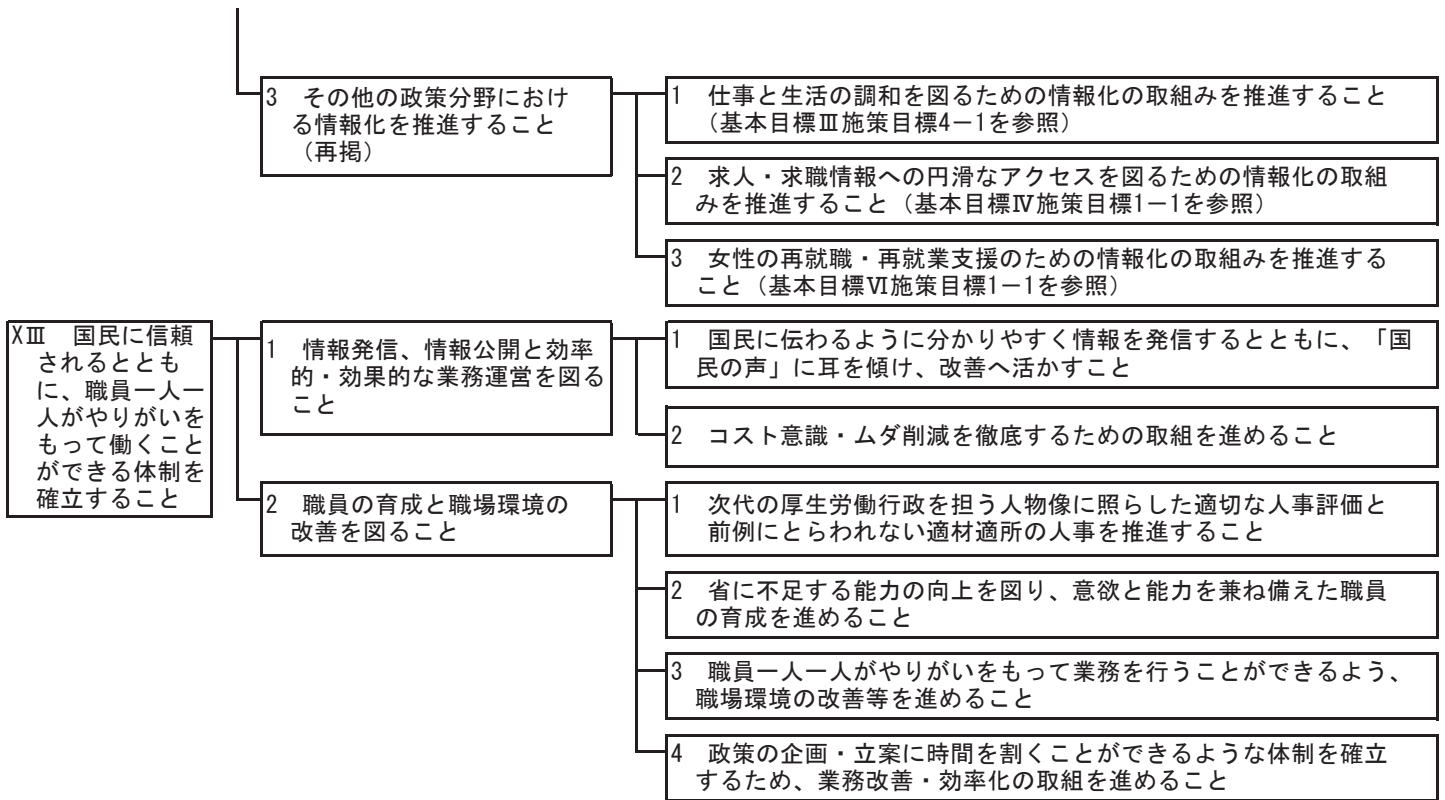 3　その他の政策分野におけ
る情報化を推進すること
（再掲）
1　仕事と生活の調和を図るための情報化の取組みを推進すること
（基本目標Ⅲ施策目標4－1を参照）
2　求人・求職情報への円滑なアクセスを図るための情報化の取組
みを推進すること（基本目標Ⅳ施策目標1－1を参照）
3　女性の再就職・再就業支援のための情報化の取組みを推進する
こと（基本目標Ⅵ施策目標1－1を参照）
XⅢ　国民に信頼
されるととも
に、職員一人一
人がやりがいを
もって働くこと
ができる体制を
確立すること
1　情報発信、情報公開と効率
的・効果的な業務運営を図る
こと
1　国民に伝わるように分かりやすく情報を発信するとともに、「国
民の声」に耳を傾け、改善へ活かすこと
2　コスト意識・ムダ削減を徹底するための取組を進めること
2　職員の育成と職場環境の
改善を図ること
1　次代の厚生労働行政を担う人物像に照らした適切な人事評価と
前例にとらわれない適材適所の人事を推進すること
2　省に不足する能力の向上を図り、意欲と能力を兼ね備えた職員
の育成を進めること
3　職員一人一人がやりがいをもって業務を行うことができるよう、
職場環境の改善等を進めること
4　政策の企画・立案に時間を割くことができるような体制を確立
するため、業務改善・効率化の取組を進めること